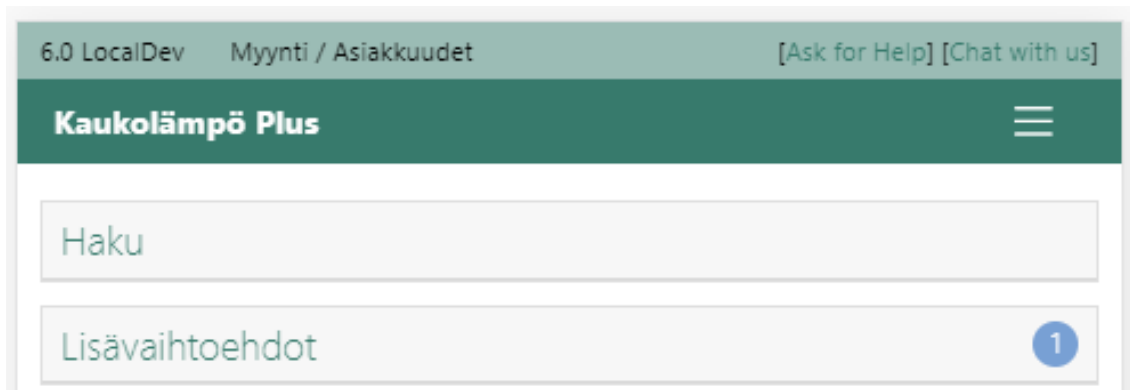 6.0 LocalDev Myynti / Asiakkuudet [Ask for Help] [Chat with us]
Kaukolämpö Plus
Haku
Lisävaihtoehdot 1